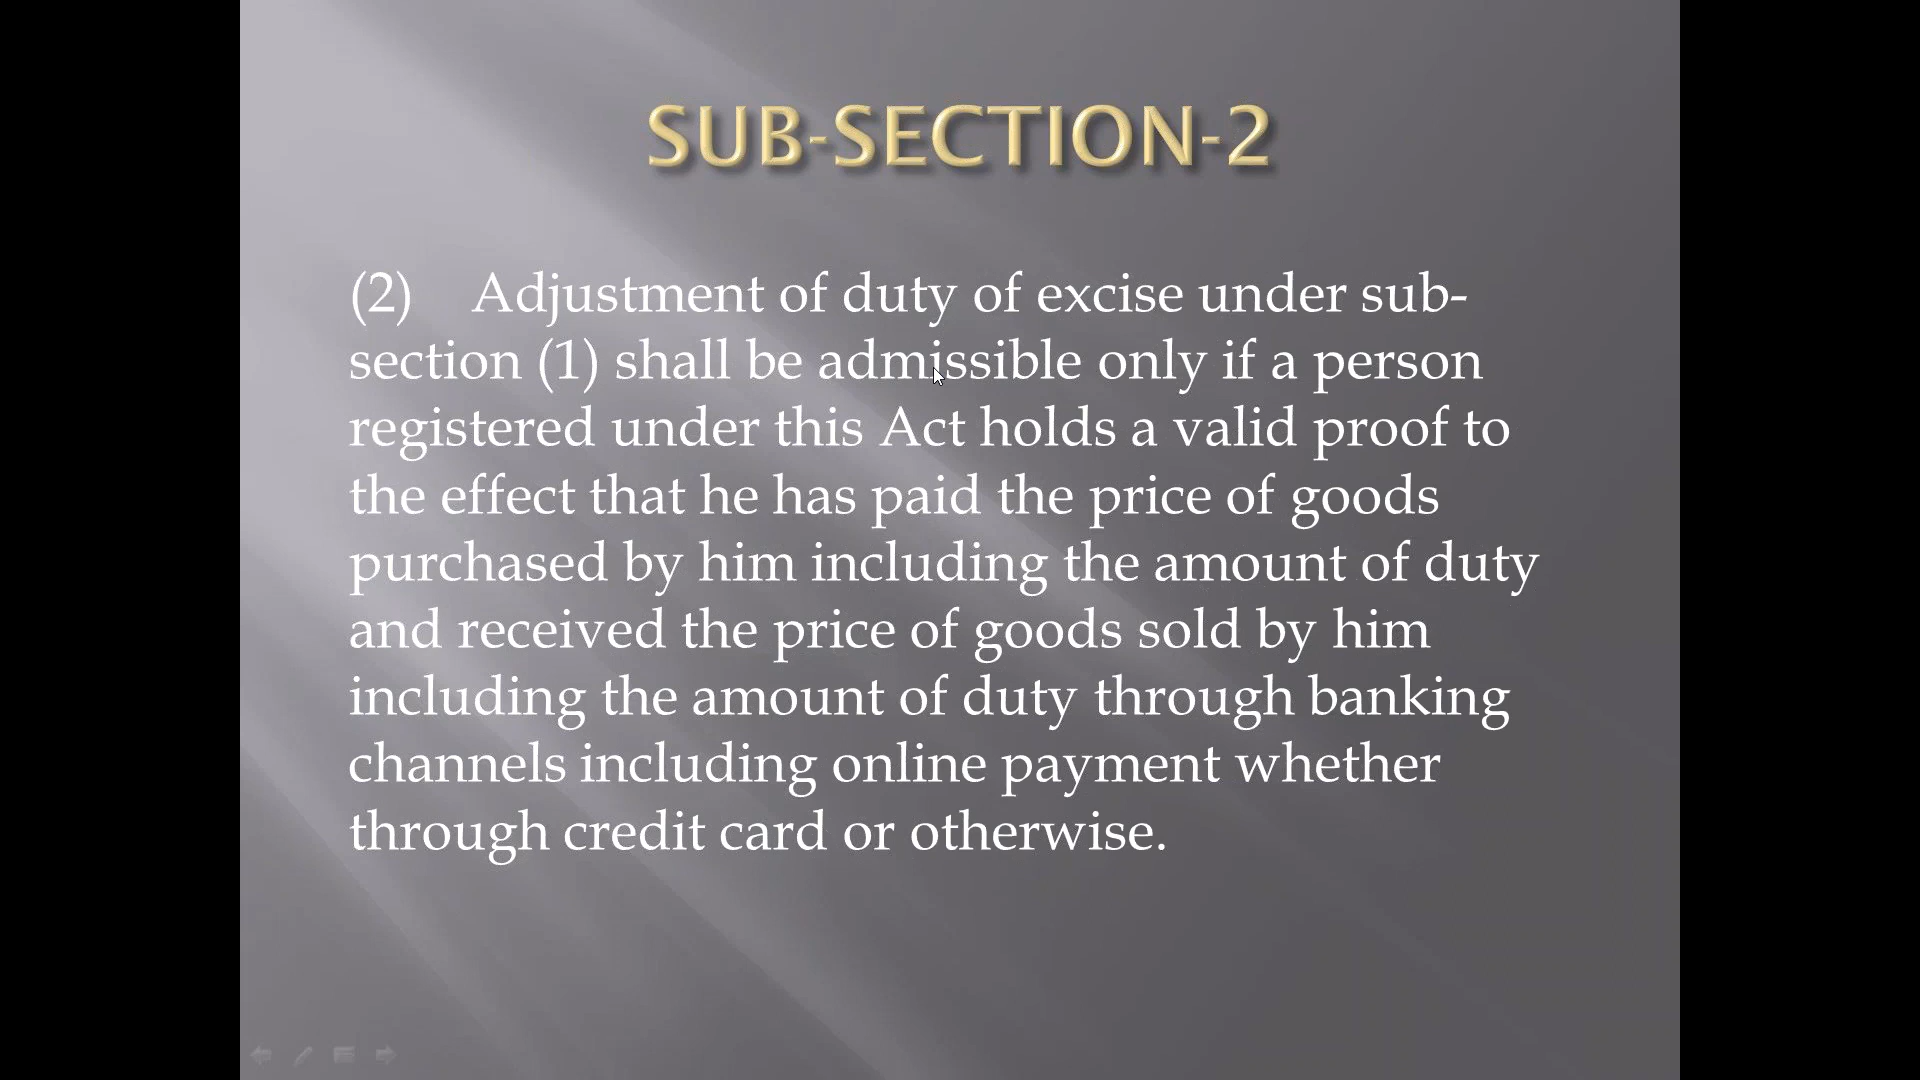 SUB-SECTION-2
(2) Adjustment of duty of excise under sub-
section (1) shall be admissible only if a person
registered under this Act holds a valid proof to
the effect that he has paid the price of goods
purchased by him including the amount of duty
and received the price of goods sold by him
including the amount of duty through banking
channels including online payment whether
through credit card or otherwise.